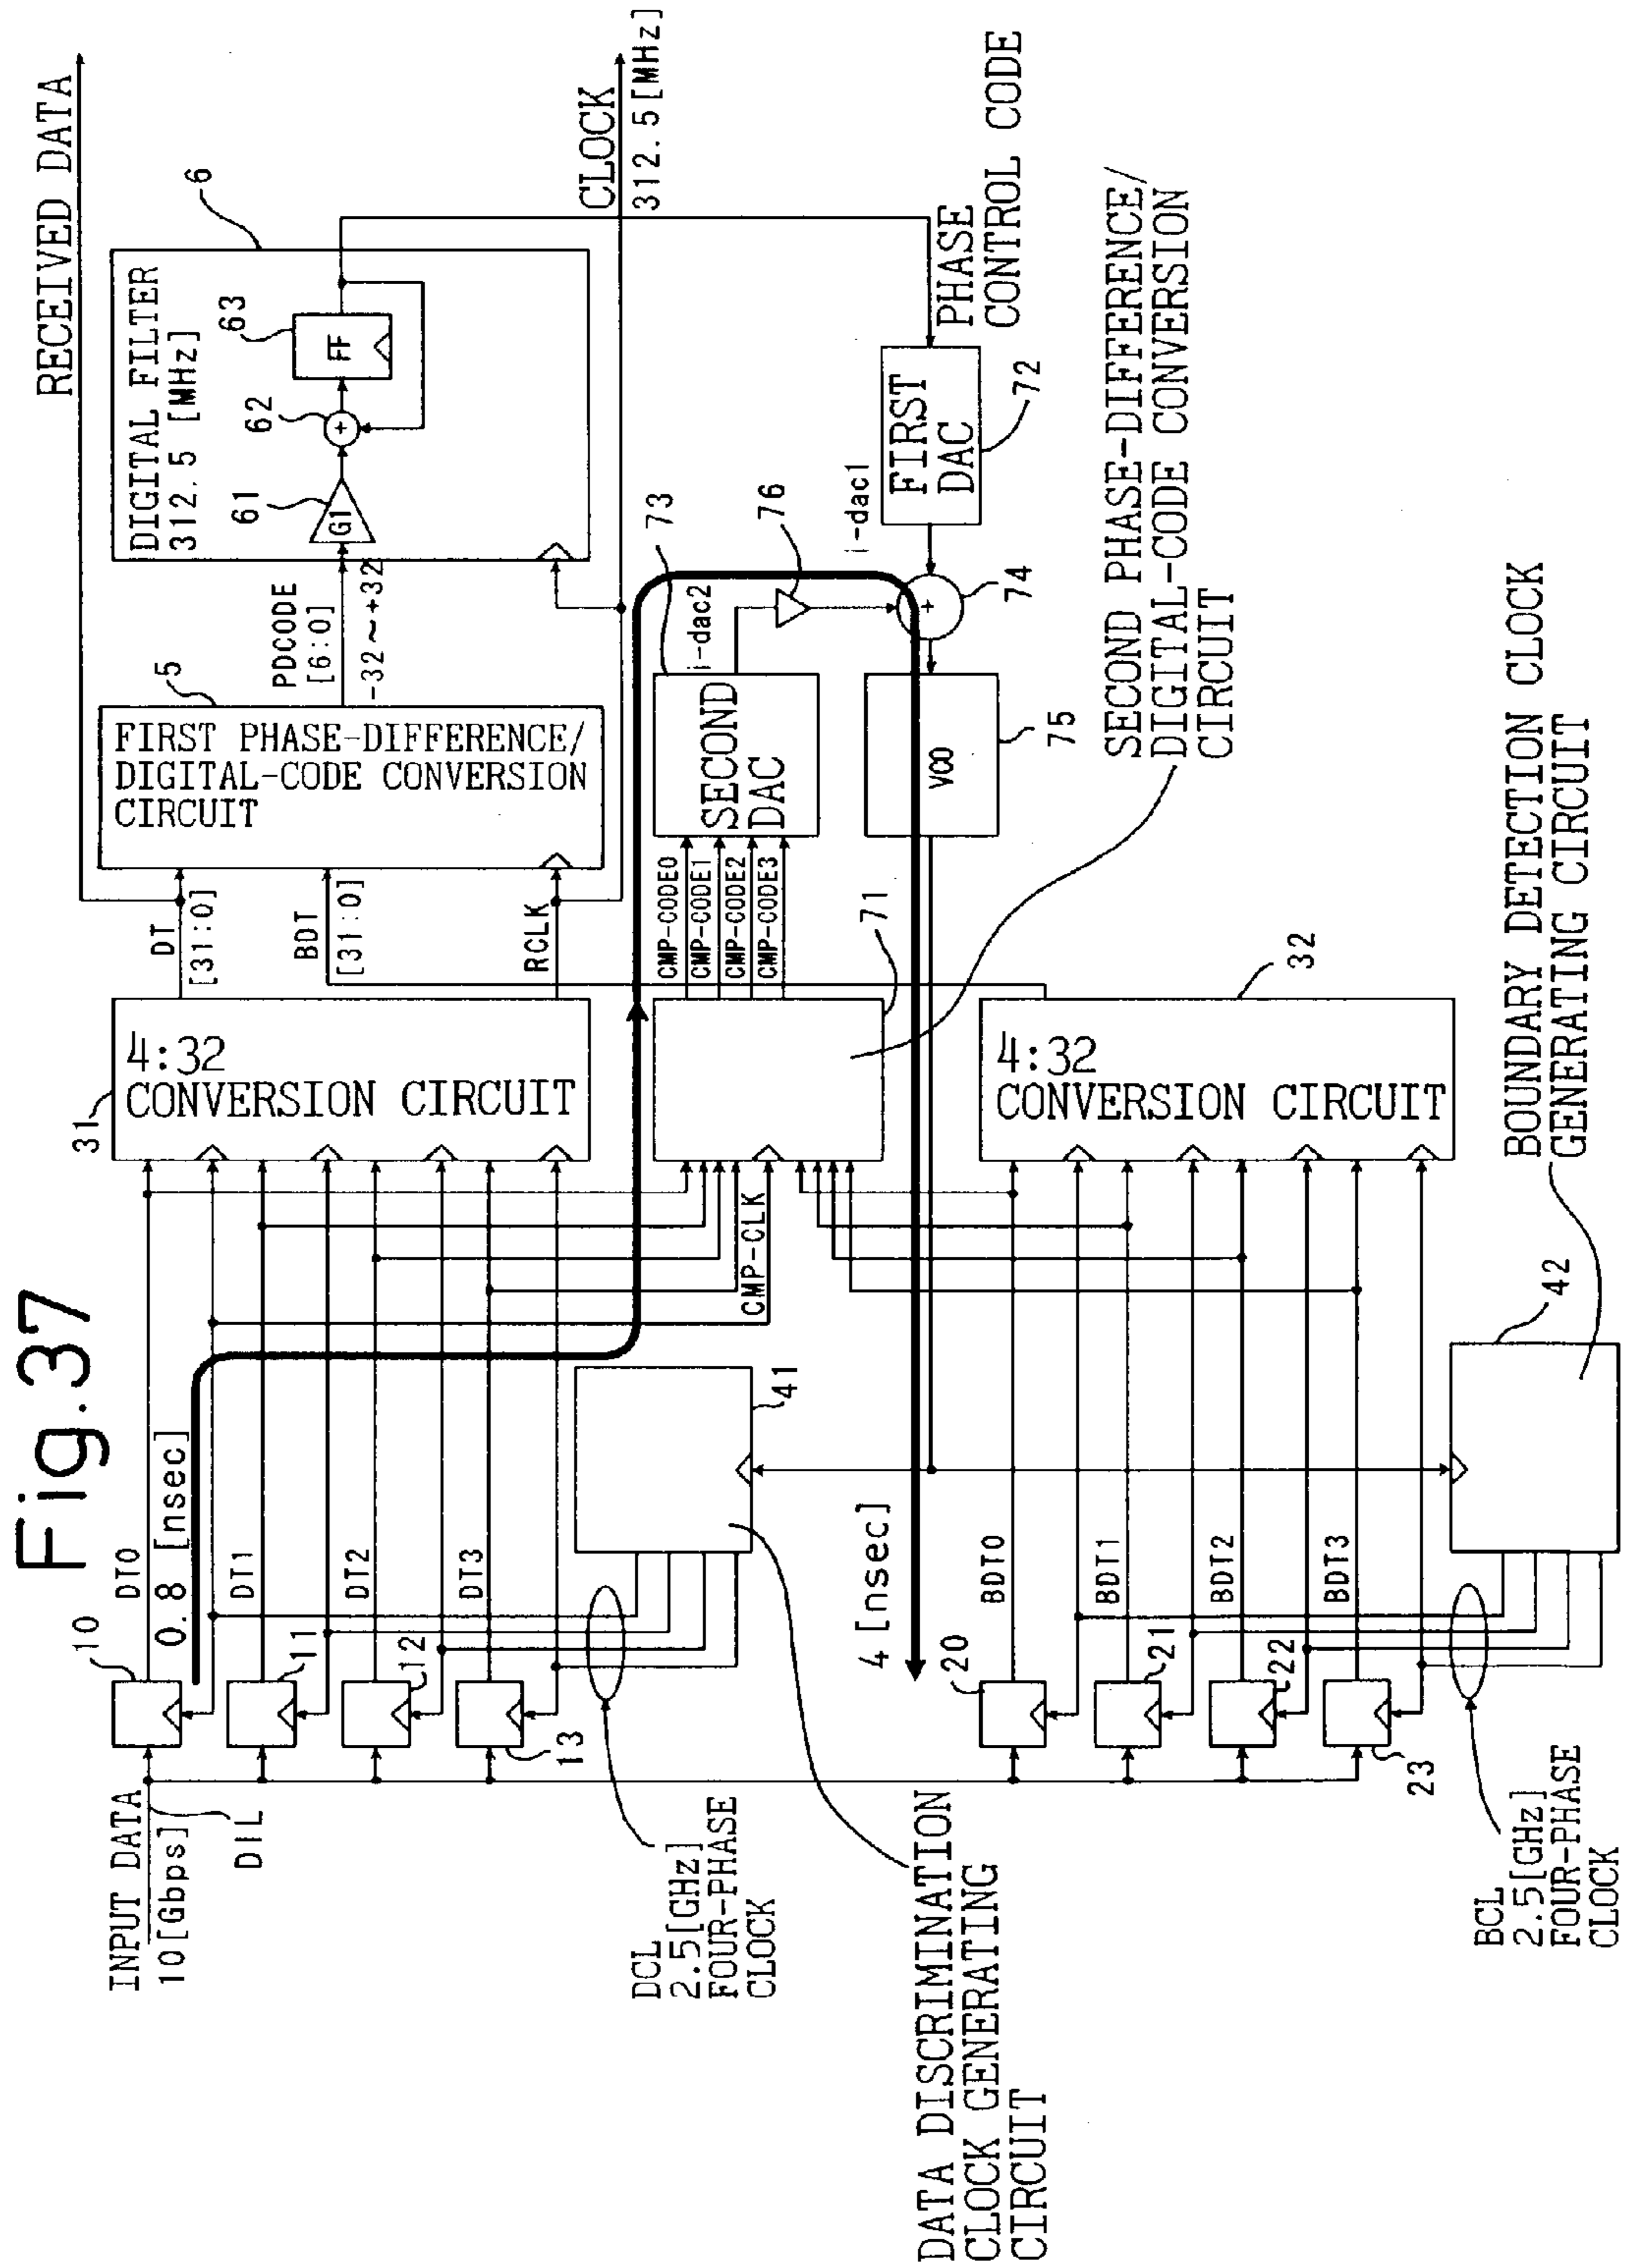 Fig.37
INPUT DATA
10[Gbps]
DIL
10
DT0
0.8 [nsec]
11
DT1
12
DT2
13
DT3
DCL
2.5[GHz]
FOUR-PHASE
CLOCK
41
DATA DISCRIMINATION
CLOCK GENERATING
CIRCUIT
4 [nsec]
20
BDT0
21
BDT1
22
BDT2
23
BDT3
BCL
2.5[GHz]
FOUR-PHASE
CLOCK
42
BOUNDARY DETECTION CLOCK
GENERATING CIRCUIT
31
4:32
CONVERSION CIRCUIT
CMP-CLK
71
4:32
CONVERSION CIRCUIT
32
DT
[31:0]
BDT
[31:0]
RCLK
CMP-CODE0
CMP-CODE1
CMP-CODE2
CMP-CODE3
5
FIRST PHASE-DIFFERENCE/
DIGITAL-CODE CONVERSION
CIRCUIT
PDCODE
[6:0]
-32~+32
SECOND
DAC
73
i-dac2
76
VCO
75
74
i-dac1
FIRST
DAC
72
SECOND PHASE-DIFFERENCE/
DIGITAL-CODE CONVERSION
CIRCUIT
DIGITAL FILTER
312.5 [MHz]
6
61
G1
62
+
63
FF
+
RECEIVED DATA
CLOCK
312.5[MHz]
PHASE
CONTROL CODE